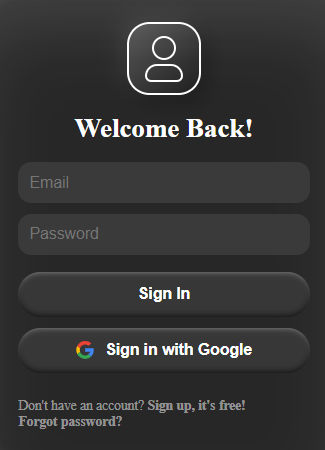 Welcome Back!
Email
Password
Sign In
Sign in with Google
Don't have an account? Sign up, it's free!
Forgot password?